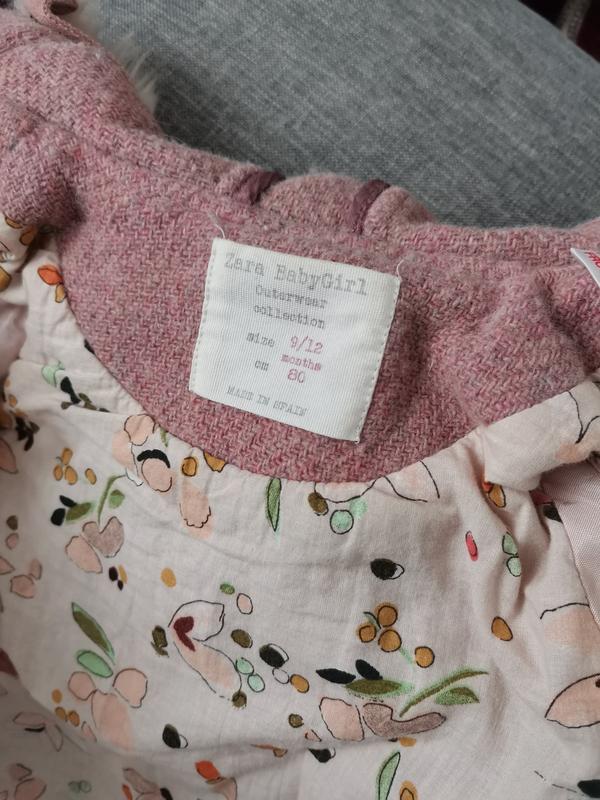 Zara BabyGirl
Outerwear
collection
size 9/12
months
cm 80
MADE IN SPAIN